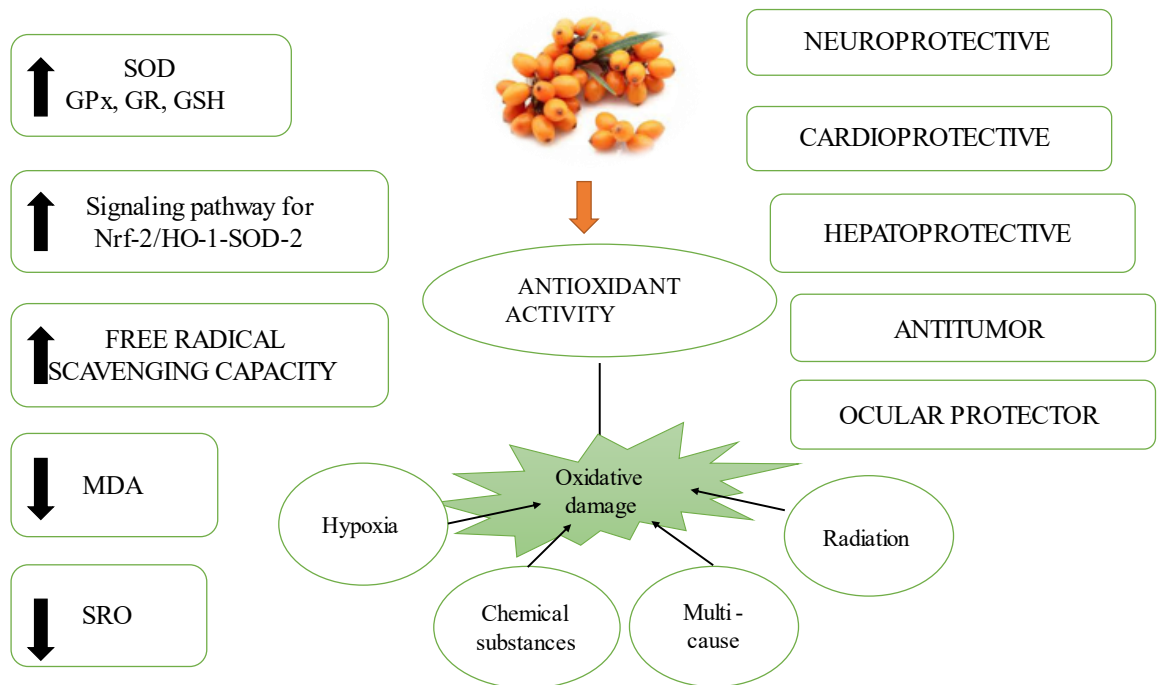 SOD
GPx, GR, GSH
Signaling pathway for
Nrf-2/HO-1-SOD-2
FREE RADICAL
SCAVENGING CAPACITY
MDA
SRO
ANTIOXIDANT
ACTIVITY
Oxidative
damage
Hypoxia
Chemical
substances
Multi -
cause
Radiation
NEUROPROTECTIVE
CARDIOPROTECTIVE
HEPATOPROTECTIVE
ANTITUMOR
OCULAR PROTECTOR